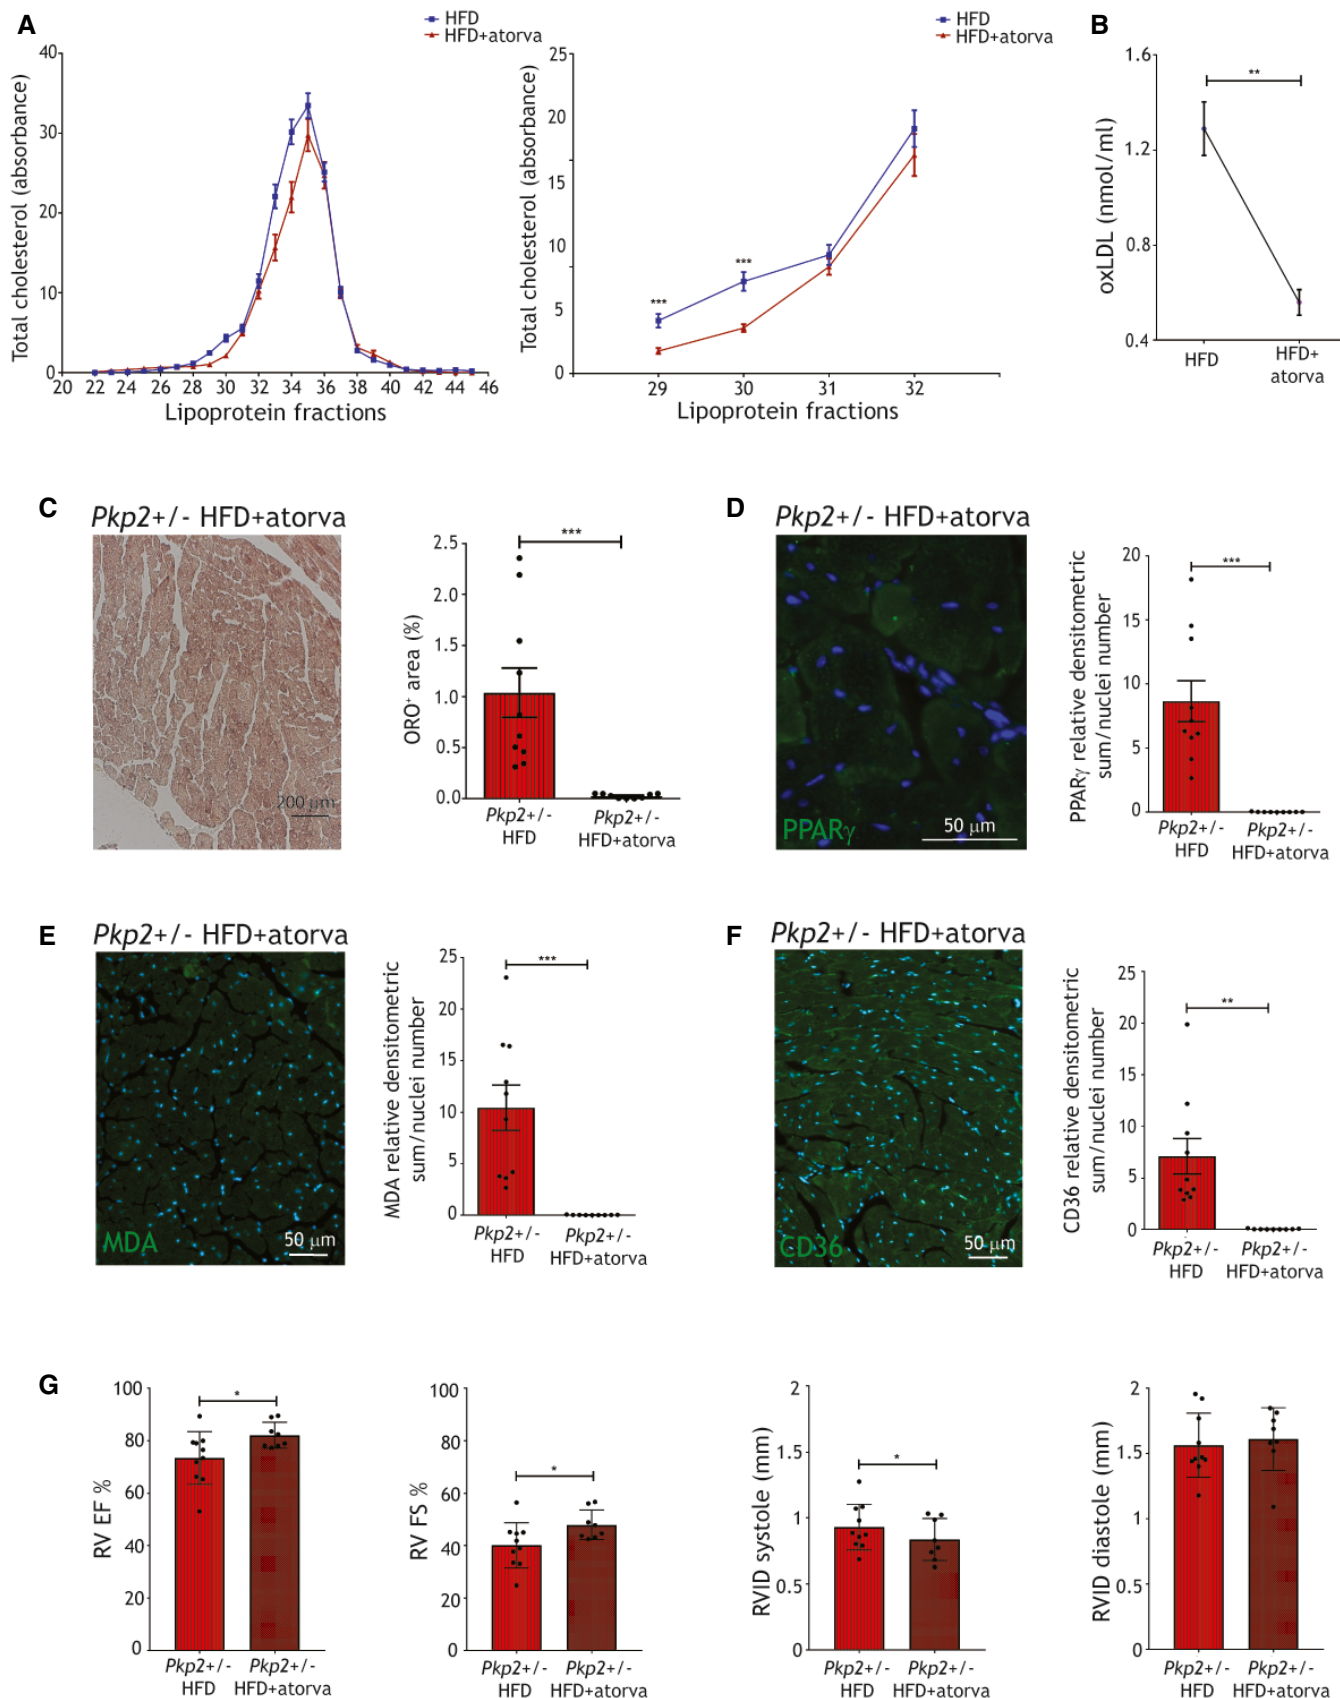 A
HFD
HFD+atorva
Total cholesterol (absorbance)
40
30
20
10
0
20 22 24 26 28 30 32 34 36 38 40 42 44 46
Lipoprotein fractions
HFD
HFD+atorva
Total cholesterol (absorbance)
25
20
15
10
5
0
***
***
29 30 31 32
Lipoprotein fractions
B
oxLDL (nmol/ml)
1.6
1.2
0.8
0.4
**
HFD
HFD+
atorva
C
Pkp2+/- HFD+atorva
200 μm
ORO+ area (%)
2.5
2.0
1.5
1.0
0.5
0.0
***
Pkp2+/-
HFD
Pkp2+/-
HFD+atorva
D
Pkp2+/- HFD+atorva
PPARγ
50 μm
PPARγ relative densitometric
sum/nuclei number
20
15
10
5
0
***
Pkp2+/-
HFD
Pkp2+/-
HFD+atorva
E
Pkp2+/- HFD+atorva
MDA
50 μm
MDA relative densitometric
sum/nuclei number
25
20
15
10
5
0
***
Pkp2+/-
HFD
Pkp2+/-
HFD+atorva
F
Pkp2+/- HFD+atorva
CD36
50 μm
CD36 relative densitometric
sum/nuclei number
25
20
15
10
5
0
**
Pkp2+/-
HFD
Pkp2+/-
HFD+atorva
G
RV EF %
100
80
60
40
20
0
*
Pkp2+/-
HFD
Pkp2+/-
HFD+atorva
RV FS %
100
80
60
40
20
0
*
Pkp2+/-
HFD
Pkp2+/-
HFD+atorva
RVID systole (mm)
2
1.5
1
0.5
0
*
Pkp2+/-
HFD
Pkp2+/-
HFD+atorva
RVID diastole (mm)
2
1.5
1
0.5
0
Pkp2+/-
HFD
Pkp2+/-
HFD+atorva